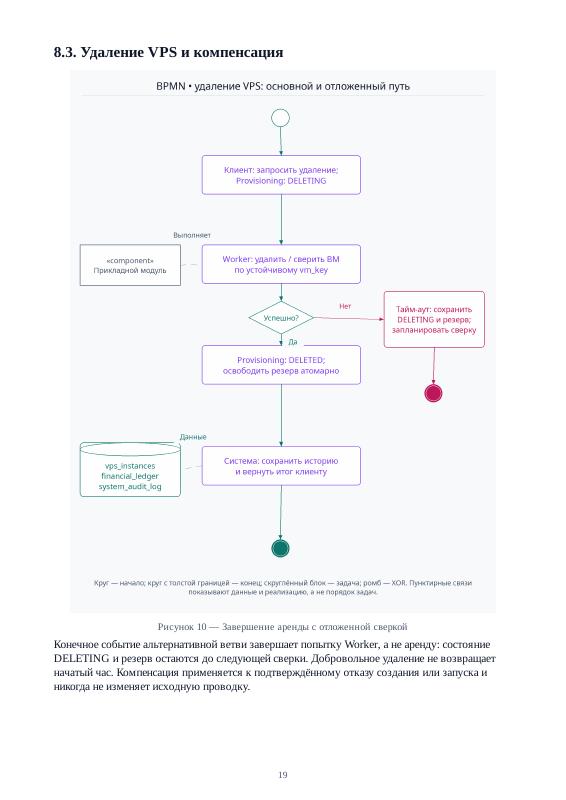 8.3. Удаление VPS и компенсация
BPMN • удаление VPS: основной и отложенный путь
Клиент: запросить удаление;
Provisioning: DELETING
Выполняет
«component»
Прикладной модуль
Worker: удалить / сверить ВМ
по устойчивому vm_key
Успешно?
Нет
Тайм-аут: сохранить
DELETING и резерв;
запланировать сверку
Да
Provisioning: DELETED;
освободить резерв атомарно
Данные
vps_instances
financial_ledger
system_audit_log
Система: сохранить историю
и вернуть итог клиенту
Круг — начало; круг с толстой границей — конец; скруглённый блок — задача; ромб — XOR. Пунктирные связи
показывают данные и реализацию, а не порядок задач.
Рисунок 10 — Завершение аренды с отложенной сверкой
Конечное событие альтернативной ветви завершает попытку Worker, а не аренду: состояние
DELETING и резерв остаются до следующей сверки. Добровольное удаление не возвращает
начатый час. Компенсация применяется к подтверждённому отказу создания или запуска и
никогда не изменяет исходную проводку.
19